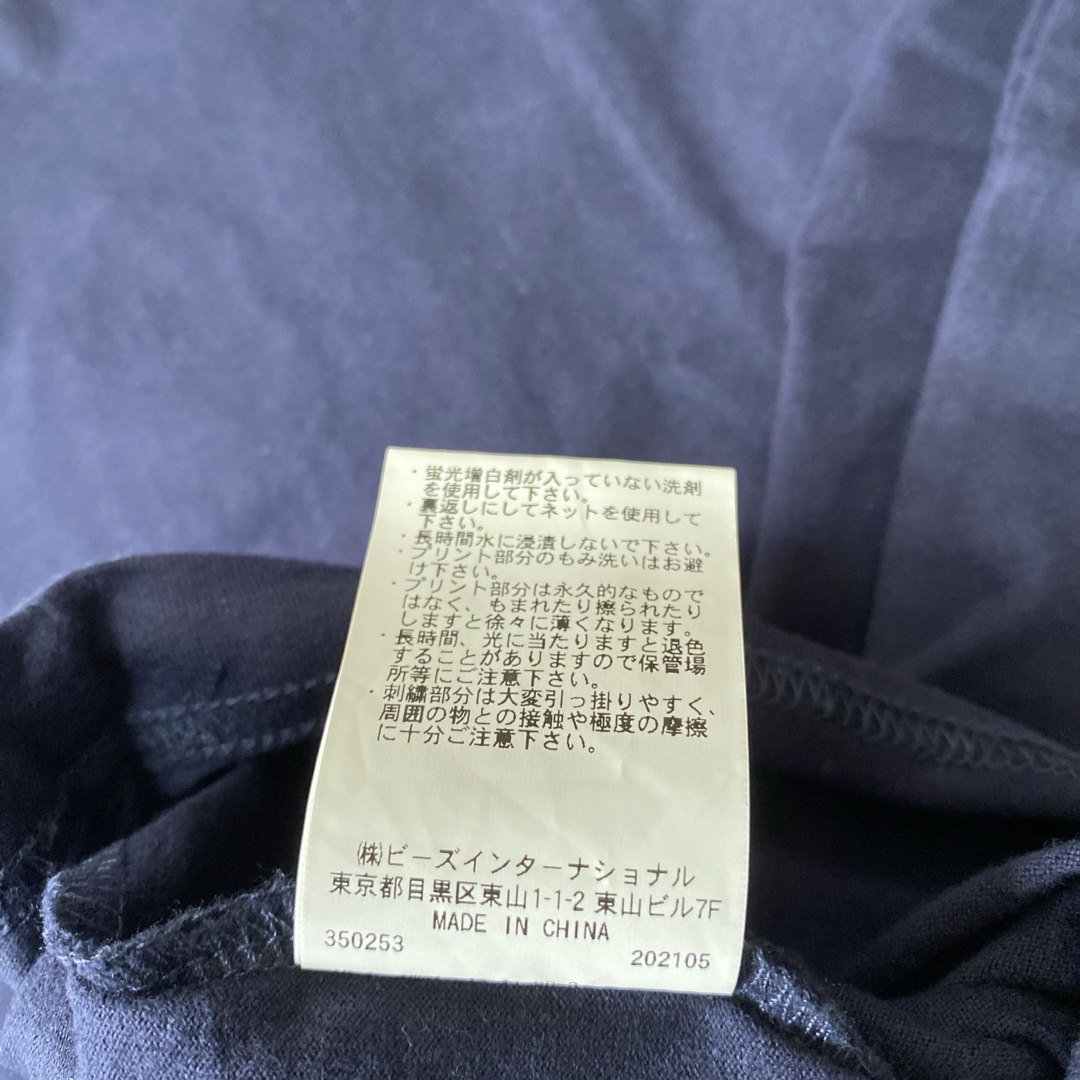 ・蛍光増白剤が入っていない洗剤
を使用して下さい。
・裏返しにしてネットを使用して
下さい。
・長時間水に浸漬しないで下さい。
・プリント部分のもみ洗いはお避
け下さい。
・プリント部分は永久的なもので
はなく、もまれたり擦られたり
しますと徐々に薄くなります。
・長時間、光に当たりますと退色
することがありますので保管場
所等にご注意下さい。
・刺繍部分は大変引っ掛りやすく、
周囲の物との接触や極度の摩擦
に十分ご注意下さい。
㈱ビーズインターナショナル
東京都目黒区東山1-1-2 東山ビル7F
MADE IN CHINA
350253 202105